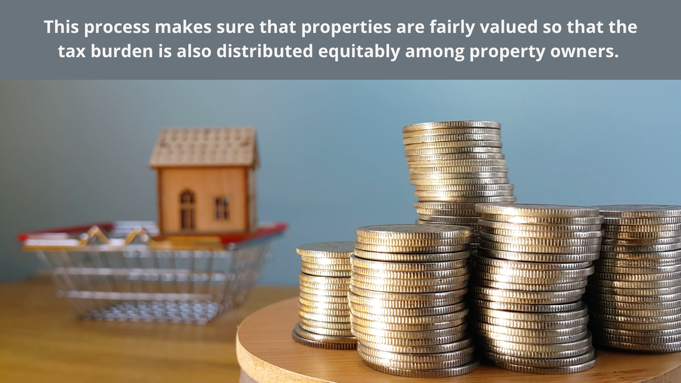 This process makes sure that properties are fairly valued so that the
tax burden is also distributed equitably among property owners.